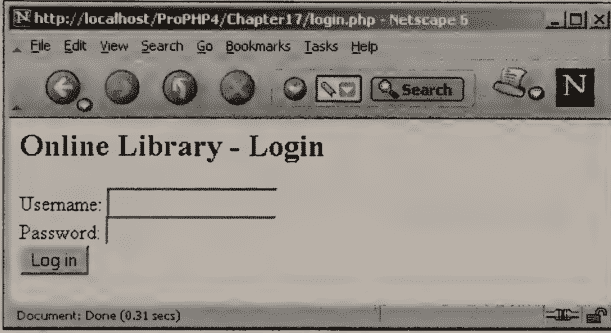 N http://localhost/ProPHP4/Chapter17/login.php - Netscape 6
File Edit View Search Go Bookmarks Tasks Help
Search N
Online Library - Login
Username:
Password:
Log in
Document: Done (0.31 secs)